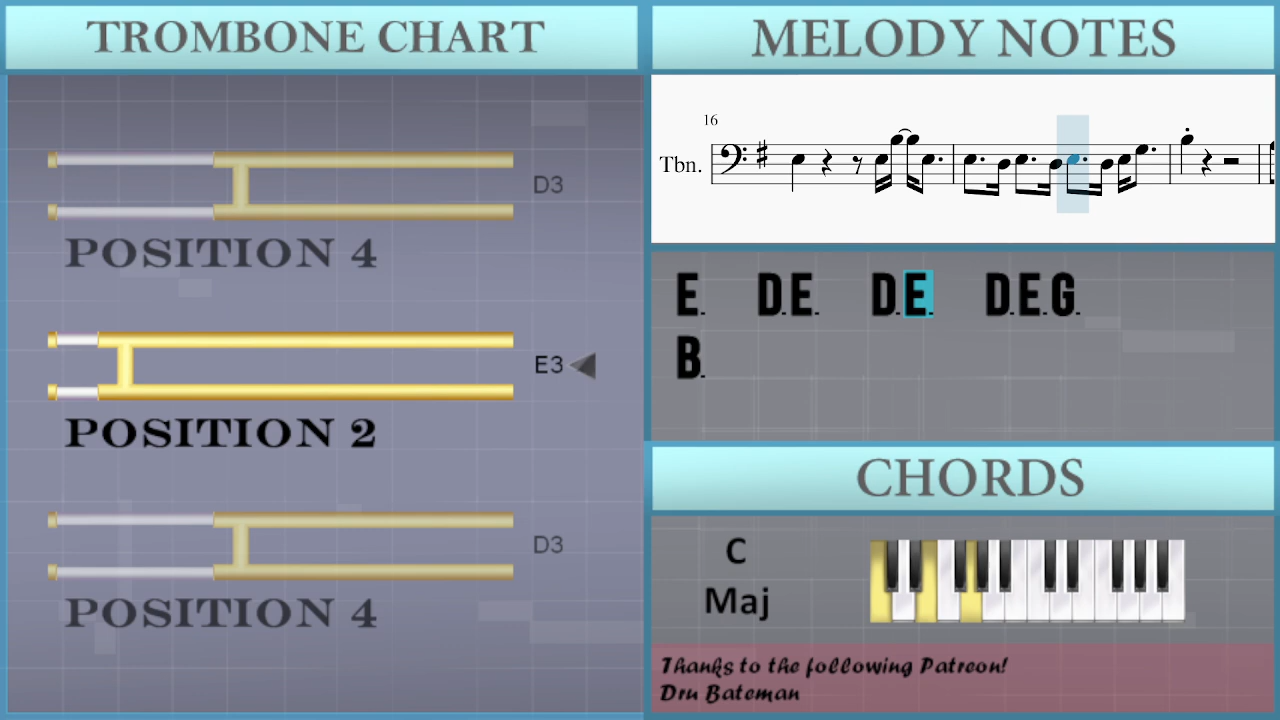 TROMBONE CHART
D3
POSITION 4
E3
POSITION 2
D3
POSITION 4
MELODY NOTES
16
Tbn.
E. D.E. D.E. D.E.G.
B.
CHORDS
C
Maj
Thanks to the following Patreon!
Dru Bateman